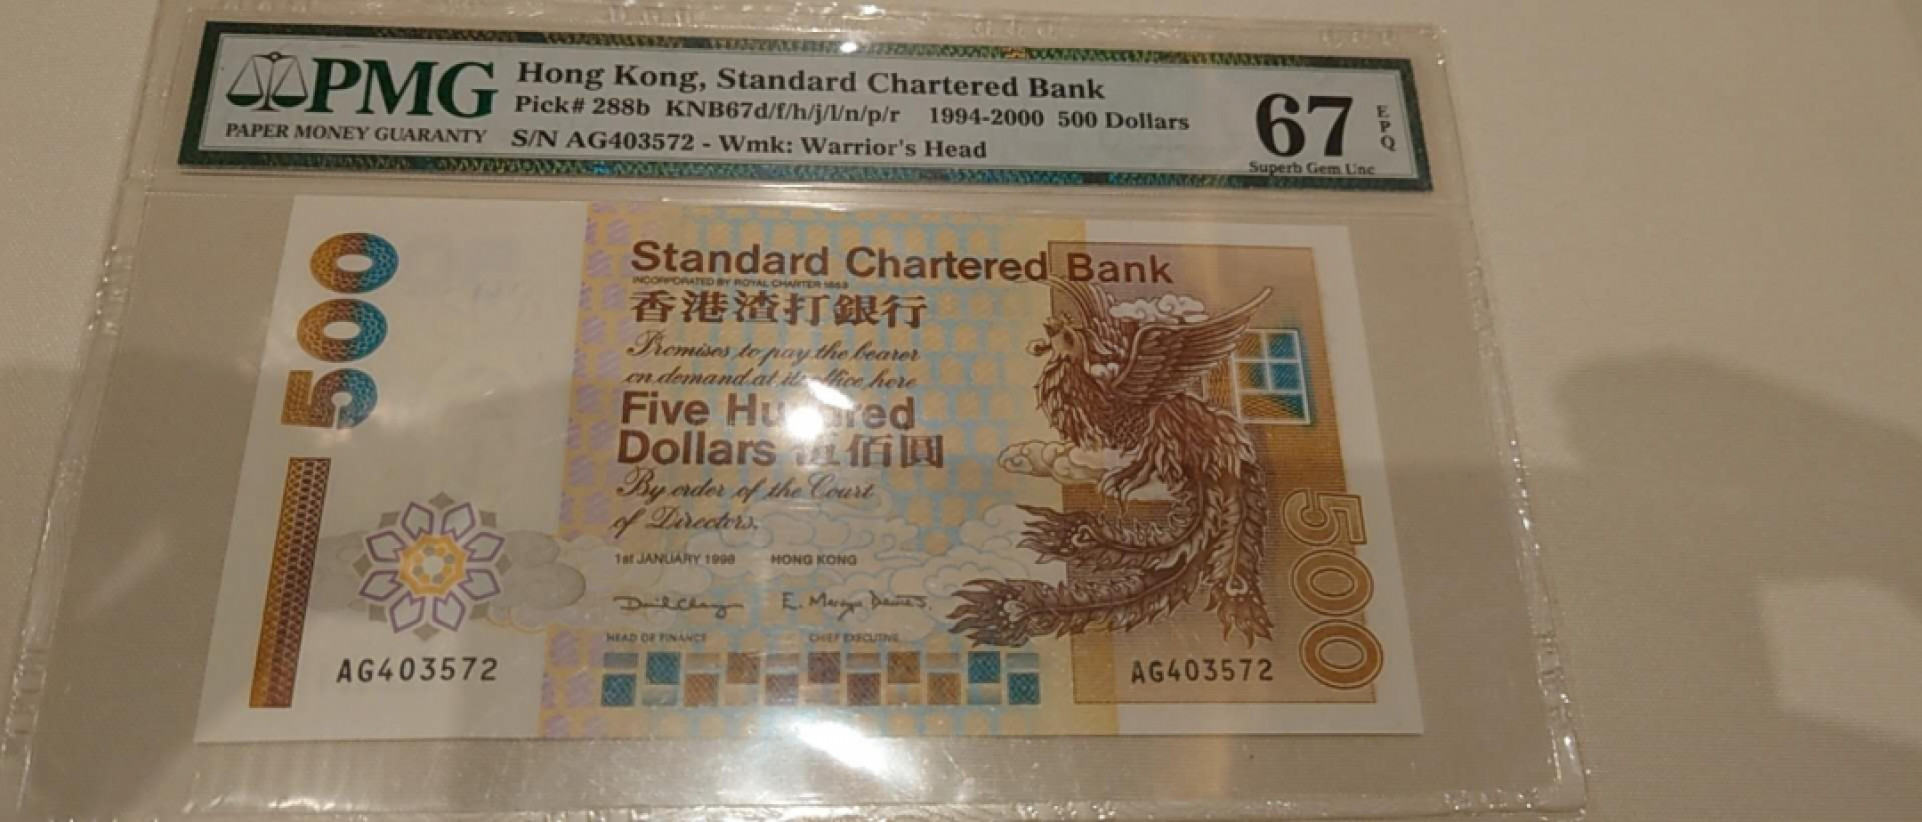 PMG
PAPER MONEY GUARANTY
Hong Kong, Standard Chartered Bank
Pick# 288b KNB67d/f/h/j/l/n/p/r 1994-2000 500 Dollars
S/N AG403572 - Wmk: Warrior's Head
67
EPQ
Superb Gem Unc
500
Standard Chartered Bank
INCORPORATED BY ROYAL CHARTER 1853
香港渣打銀行
Promises to pay the bearer
on demand at its office here
Five Hundred
Dollars 伍佰圓
By order of the Court
of Directors.
1st JANUARY 1998 HONG KONG
HEAD OF FINANCE CHIEF EXECUTIVE
AG403572
AG403572
500